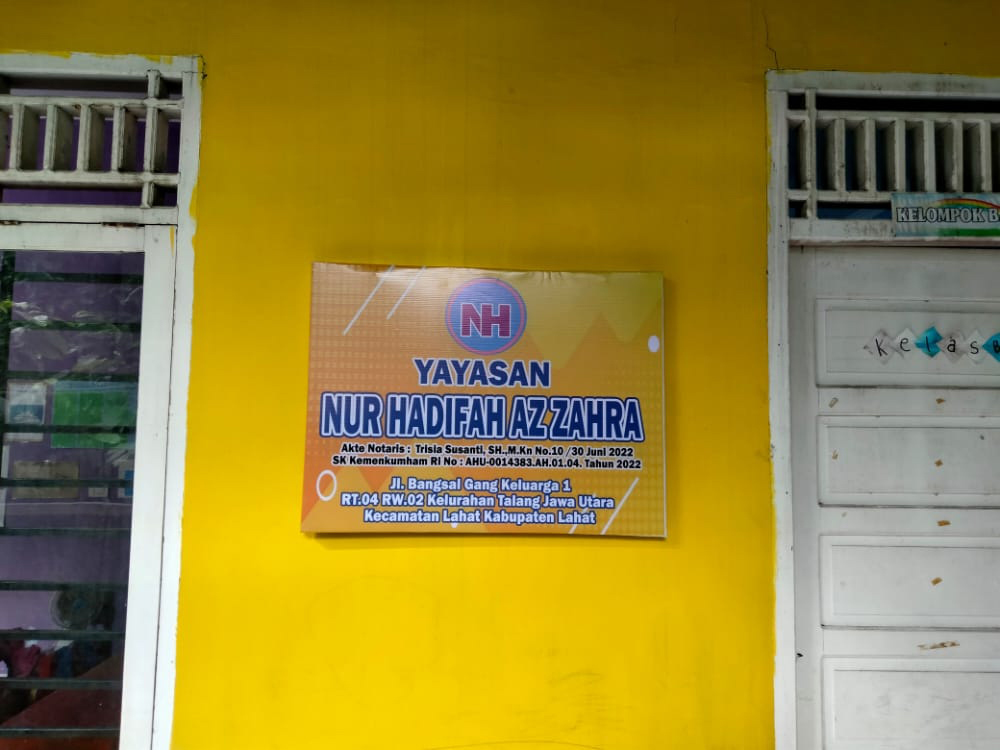 NH
YAYASAN
NUR HADIFAH AZ ZAHRA
Akte Notaris : Trisia Susanti, SH.,M.Kn No.10 /30 Juni 2022
SK Kemenkumham RI No : AHU-0014383.AH.01.04. Tahun 2022
Jl. Bangsal Gang Keluarga 1
RT.04 RW.02 Kelurahan Talang Jawa Utara
Kecamatan Lahat Kabupaten Lahat
KELOMPOK B
Kelas B